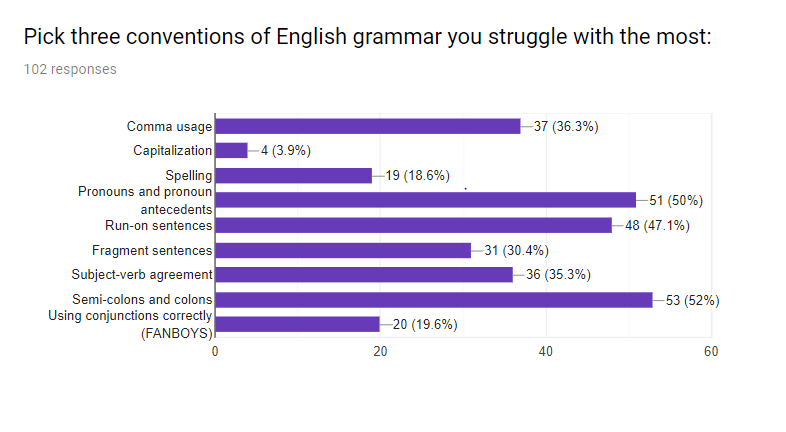 Pick three conventions of English grammar you struggle with the most:
102 responses
Comma usage 37 (36.3%)
Capitalization 4 (3.9%)
Spelling 19 (18.6%)
Pronouns and pronoun
antecedents 51 (50%)
Run-on sentences 48 (47.1%)
Fragment sentences 31 (30.4%)
Subject-verb agreement 36 (35.3%)
Semi-colons and colons 53 (52%)
Using conjunctions correctly
(FANBOYS) 20 (19.6%)
0 20 40 60